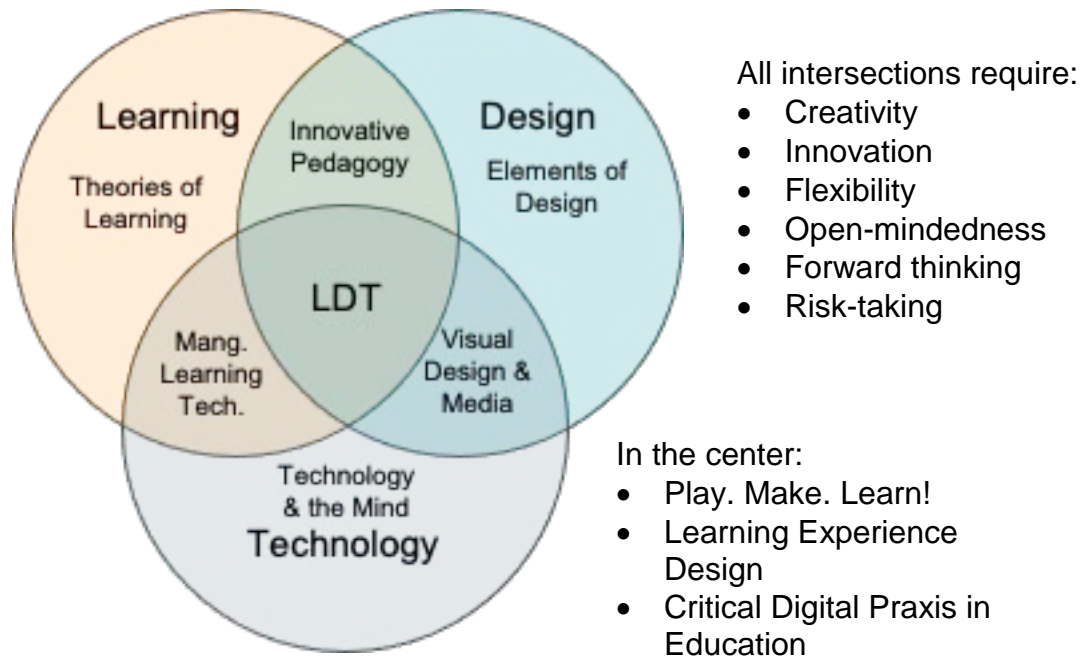 Learning
Theories of
Learning
Innovative
Pedagogy
Design
Elements of
Design
LDT
Mang.
Learning
Tech.
Visual
Design &
Media
Technology
& the Mind
Technology
All intersections require:
• Creativity
• Innovation
• Flexibility
• Open-mindedness
• Forward thinking
• Risk-taking
In the center:
• Play. Make. Learn!
• Learning Experience
Design
• Critical Digital Praxis in
Education